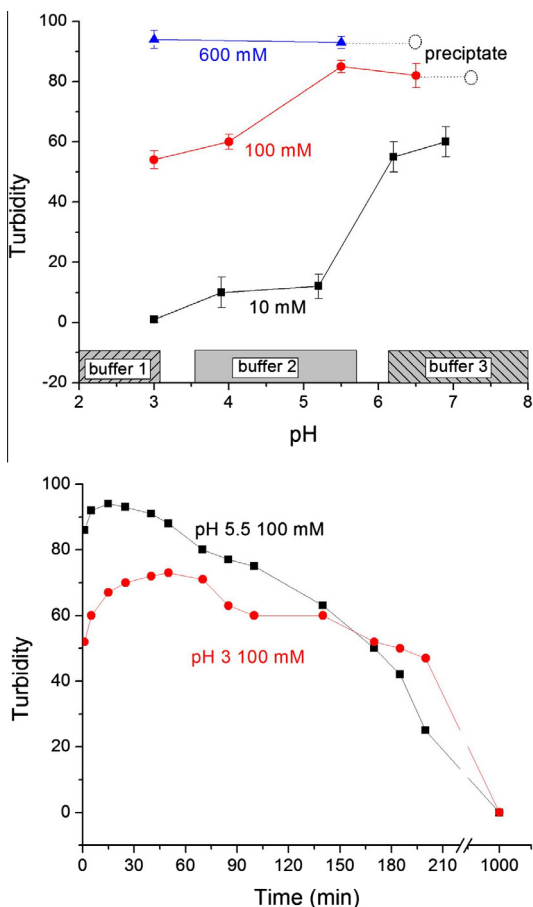 100
600 mM
preciptate
80
60
100 mM
Turbidity
40
20
10 mM
0
buffer 1
buffer 2
buffer 3
-20
2 3 4 5 6 7 8
pH
100
pH 5.5 100 mM
80
60
pH 3 100 mM
Turbidity
40
20
0
0 30 60 90 120 150 180 210 1000
Time (min)